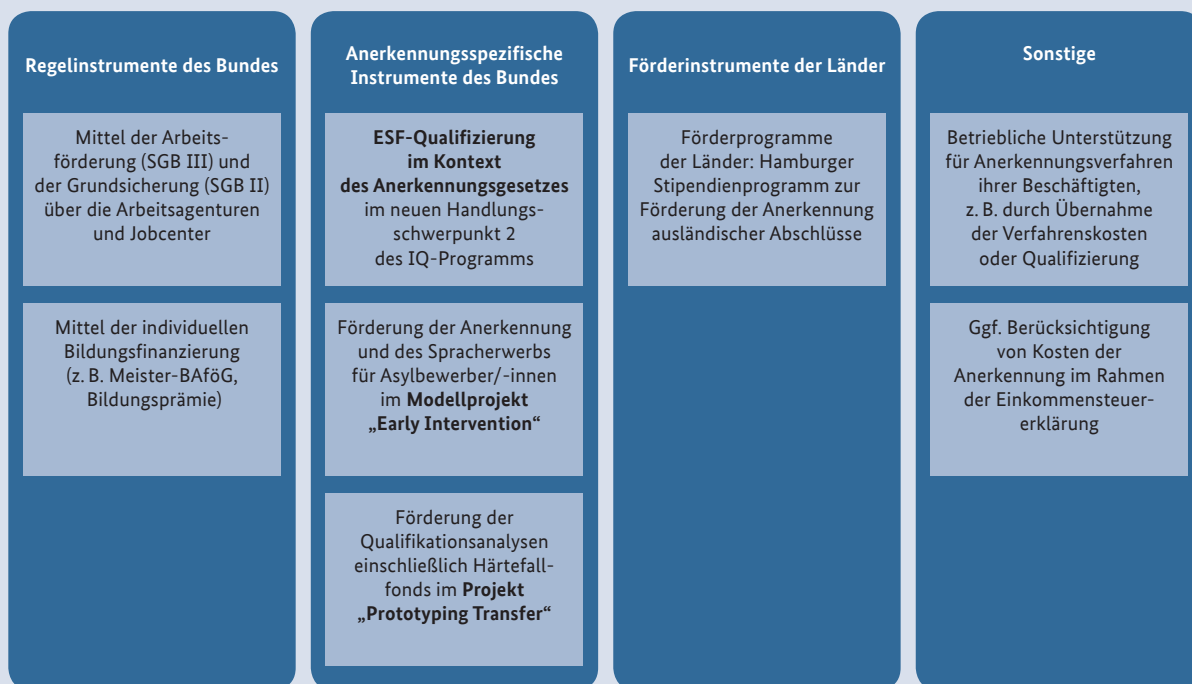 Regelinstrumente des Bundes
Mittel der Arbeits-
förderung (SGB III) und
der Grundsicherung (SGB II)
über die Arbeitsagenturen
und Jobcenter
Mittel der individuellen
Bildungsfinanzierung
(z. B. Meister-BAföG,
Bildungsprämie)
Anerkennungsspezifische
Instrumente des Bundes
ESF-Qualifizierung
im Kontext
des Anerkennungsgesetzes
im neuen Handlungs-
schwerpunkt 2
des IQ-Programms
Förderung der Anerkennung
und des Spracherwerbs
für Asylbewerber/-innen
im Modellprojekt
„Early Intervention“
Förderung der
Qualifikationsanalysen
einschließlich Härtefall-
fonds im Projekt
„Prototyping Transfer“
Förderinstrumente der Länder
Förderprogramme
der Länder: Hamburger
Stipendienprogramm zur
Förderung der Anerkennung
ausländischer Abschlüsse
Sonstige
Betriebliche Unterstützung
für Anerkennungsverfahren
ihrer Beschäftigten,
z. B. durch Übernahme
der Verfahrenskosten
oder Qualifizierung
Ggf. Berücksichtigung
von Kosten der
Anerkennung im Rahmen
der Einkommensteuer-
erklärung